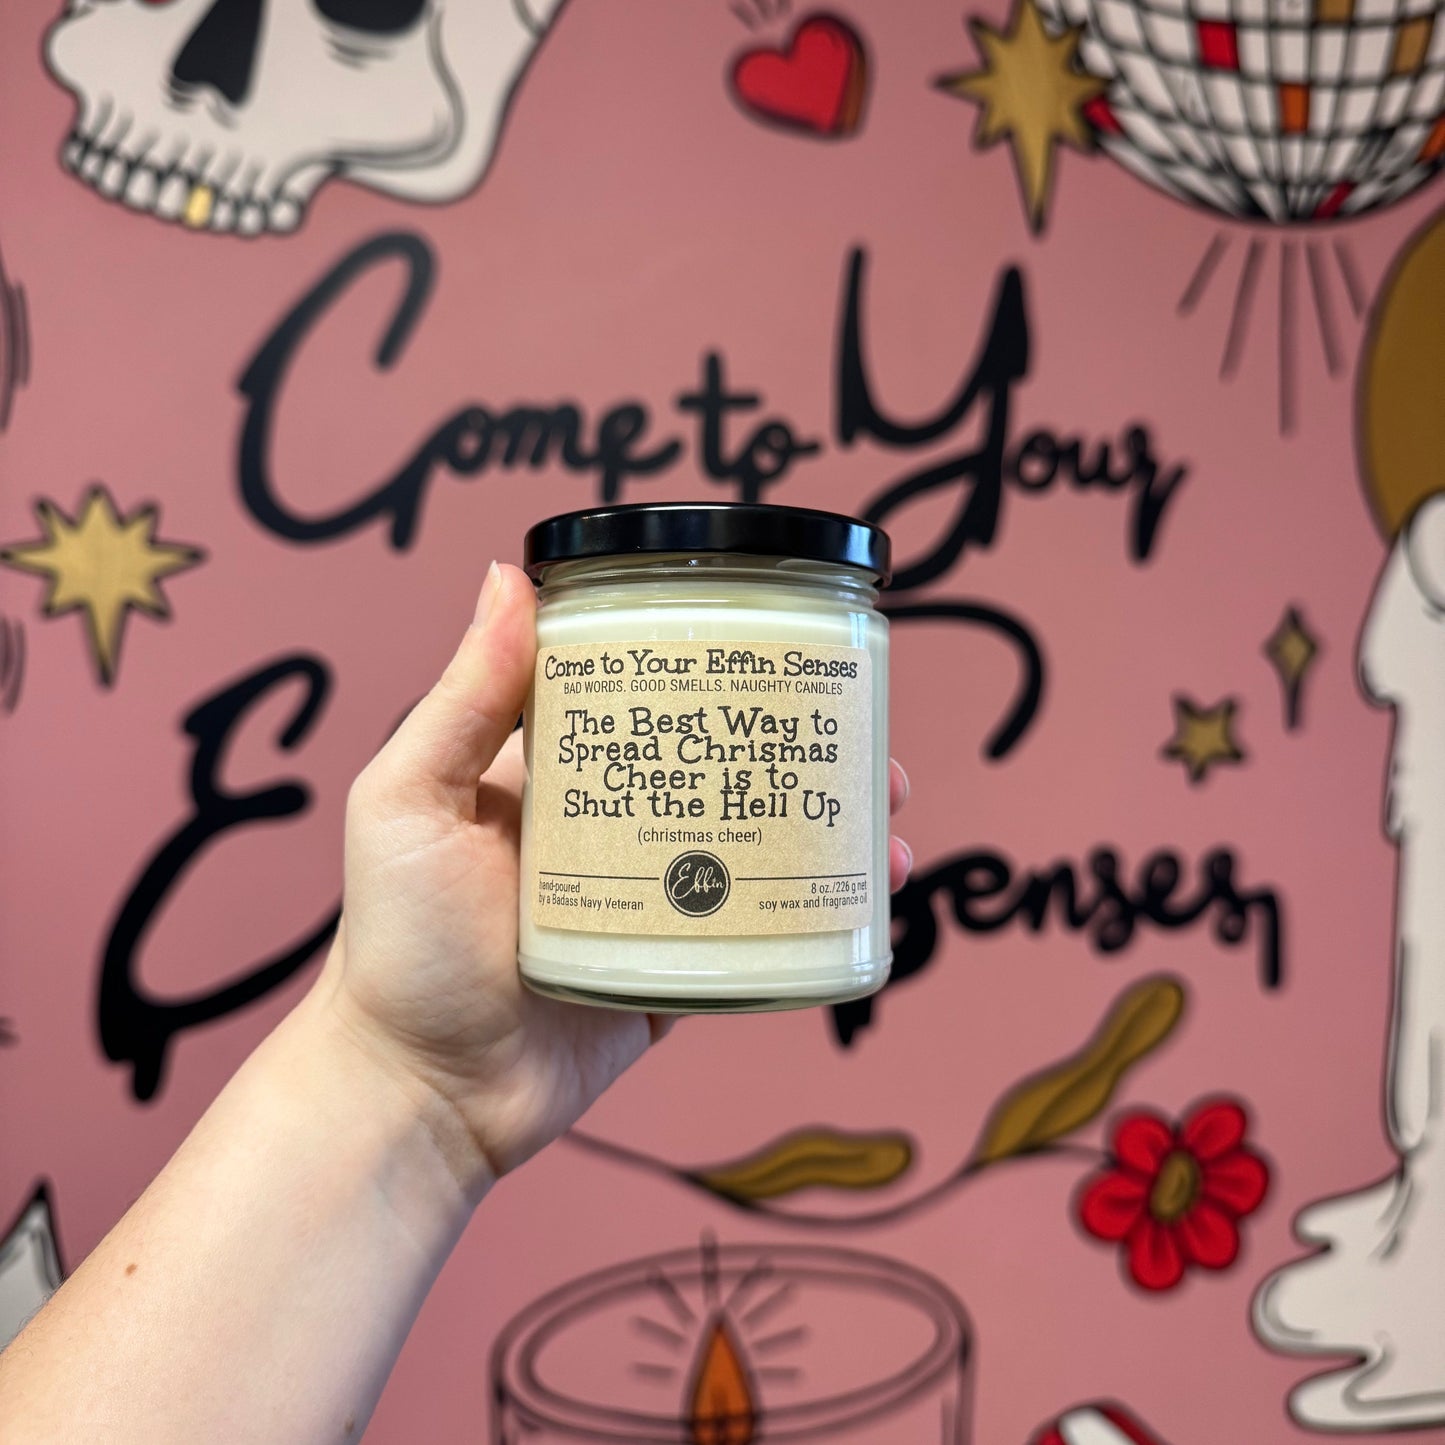 Come to Your
Effin Senses
Come to Your Effin Senses
BAD WORDS. GOOD SMELLS. NAUGHTY CANDLES
The Best Way to
Spread Chrismas
Cheer is to
Shut the Hell Up
(christmas cheer)
Effin
hand-poured
by a Badass Navy Veteran
8 oz./226 g net
soy wax and fragrance oil